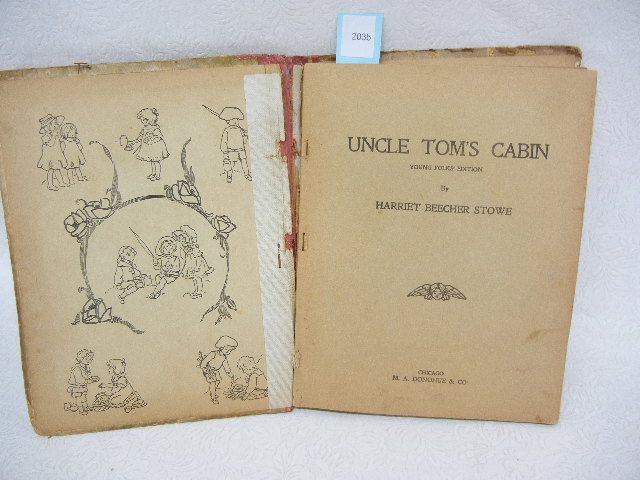 203b
UNCLE TOM'S CABIN
YOUNG FOLKS' EDITION
By
HARRIET BEECHER STOWE
CHICAGO
M. A. DONOHUE & CO.